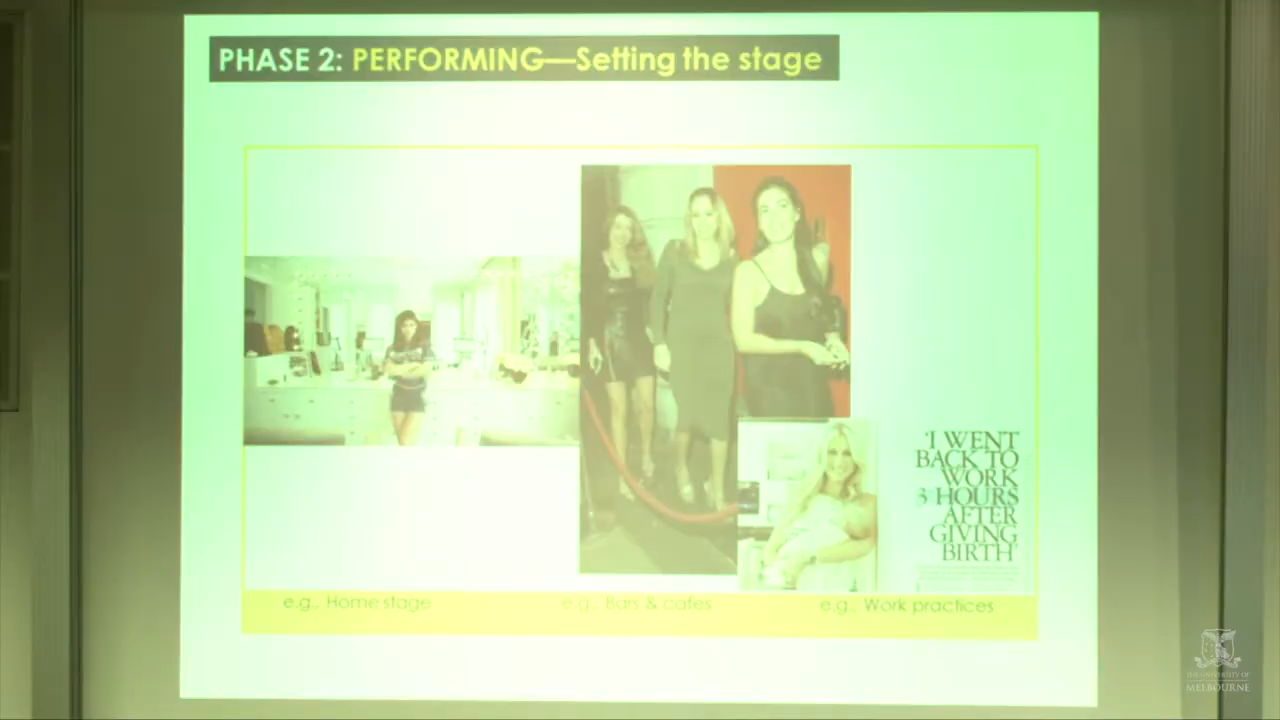 PHASE 2: PERFORMING—Setting the stage
'I WENT
BACK TO
WORK
3 HOURS
AFTER
GIVING
BIRTH'
e.g., Home stage
e.g., Bars & cafes
e.g., Work practices
THE UNIVERSITY OF
MELBOURNE